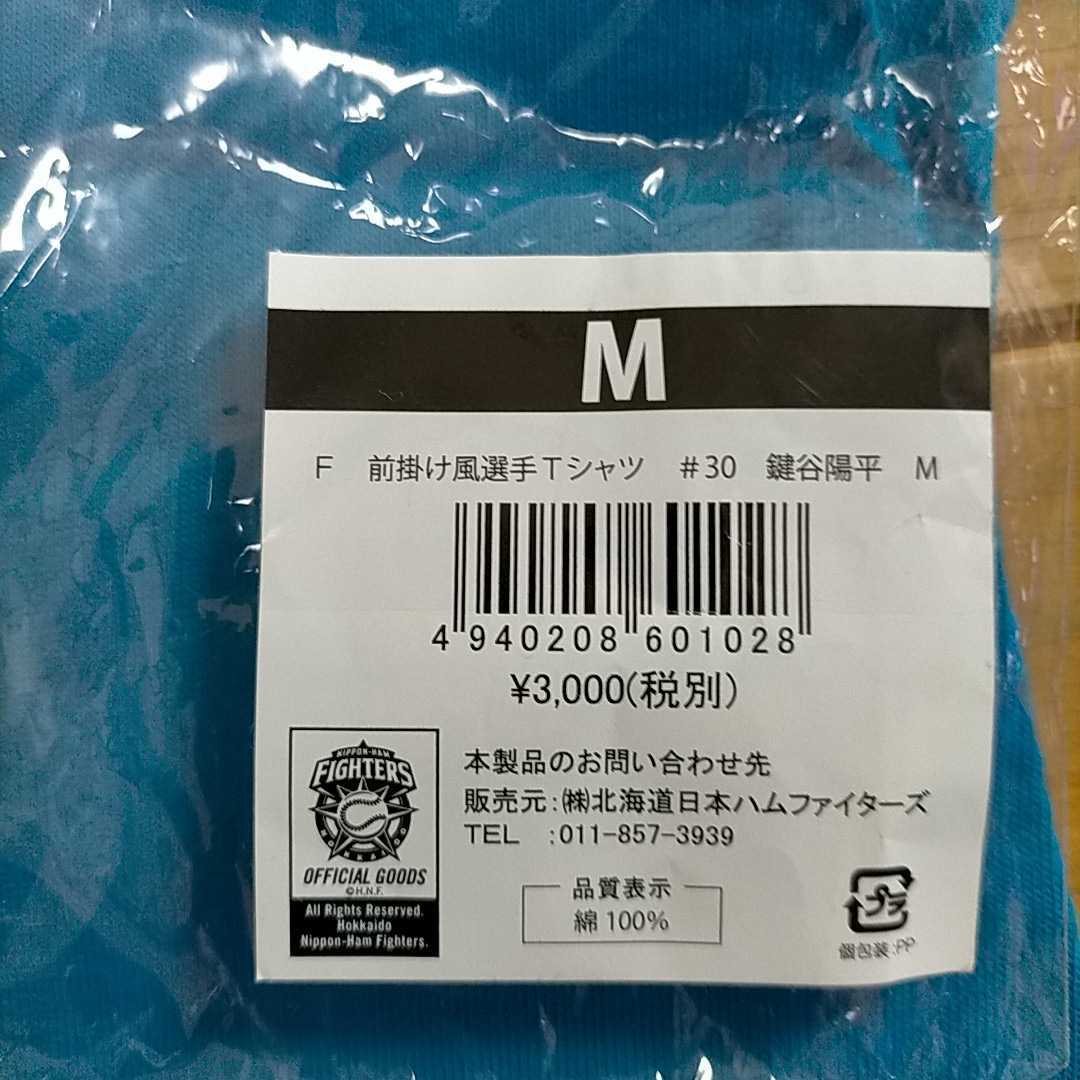 M
F 前掛け風選手Tシャツ #30 鍵谷陽平 M
4 940208 601028
¥3,000(税別)
NIPPON-HAM
FIGHTERS
HOKKAIDO
OFFICIAL GOODS
©H.N.F.
All Rights Reserved.
Hokkaido
Nippon-Ham Fighters.
本製品のお問い合わせ先
販売元:㈱北海道日本ハムファイターズ
TEL :011-857-3939
品質表示
綿100%
プラ
個包装:PP